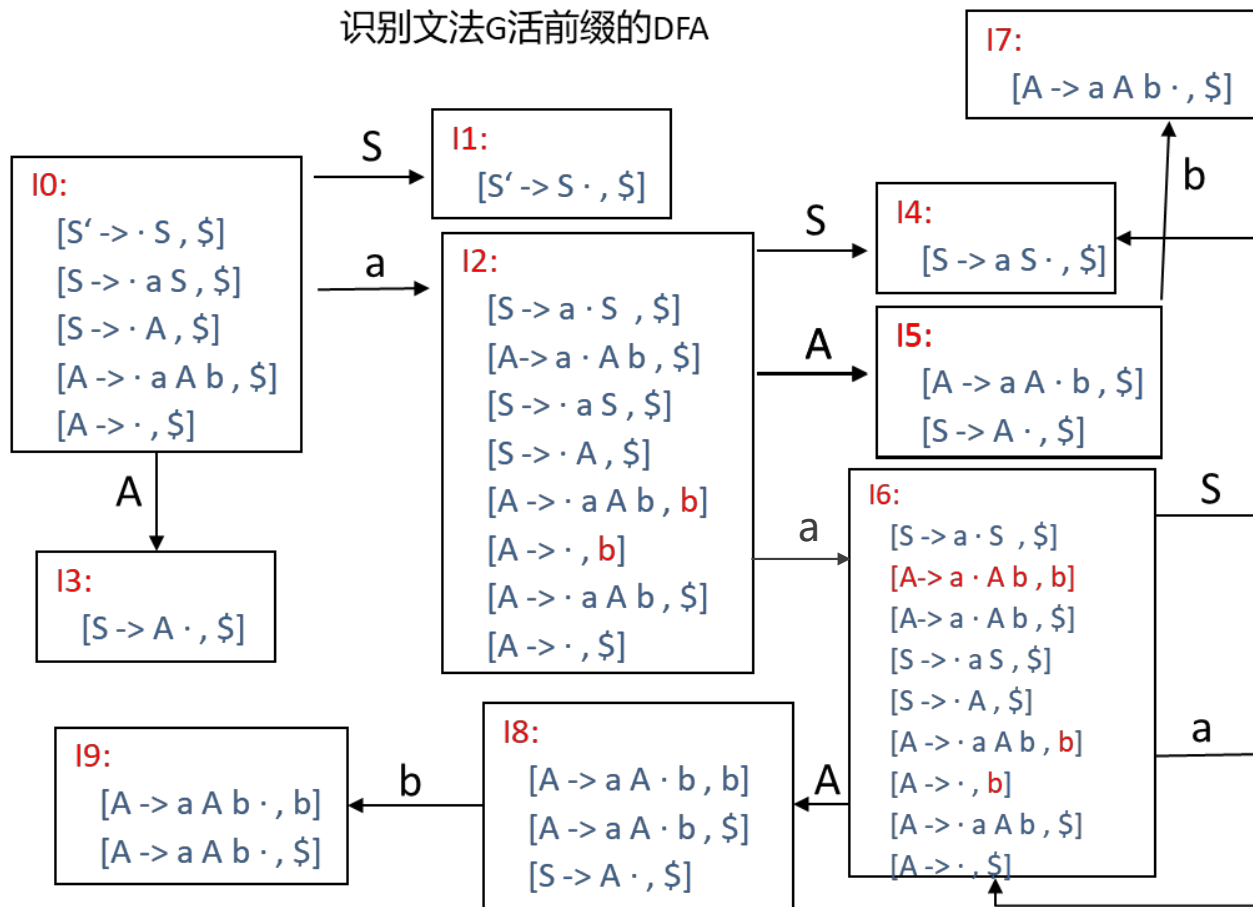 识别文法G活前缀的DFA
I7:
[A -> a A b · , $]
I0:
[S‘ -> · S , $]
[S -> · a S , $]
[S -> · A , $]
[A -> · a A b , $]
[A -> · , $]
S
I1:
[S‘ -> S · , $]
a
I2:
[S -> a · S , $]
[A-> a · A b , $]
[S -> · a S , $]
[S -> · A , $]
[A -> · a A b , b]
[A -> · , b]
[A -> · a A b , $]
[A -> · , $]
S
I4:
[S -> a S · , $]
b
A
I5:
[A -> a A · b , $]
[S -> A · , $]
A
I3:
[S -> A · , $]
a
I6:
[S -> a · S , $]
[A-> a · A b , b]
[A-> a · A b , $]
[S -> · a S , $]
[S -> · A , $]
[A -> · a A b , b]
[A -> · , b]
[A -> · a A b , $]
[A -> · , $]
S
a
A
I8:
[A -> a A · b , b]
[A -> a A · b , $]
[S -> A · , $]
b
I9:
[A -> a A b · , b]
[A -> a A b · , $]